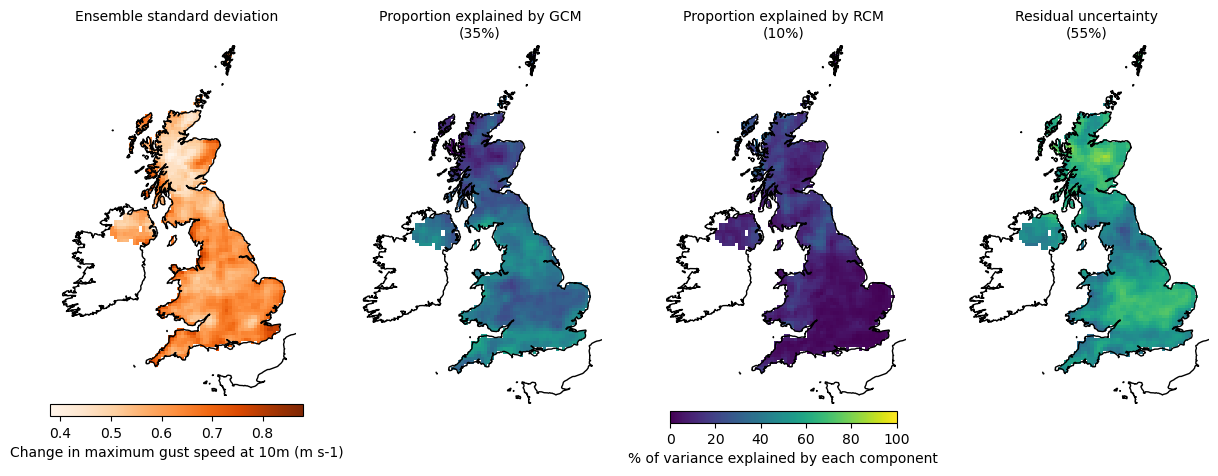 Ensemble standard deviation
Proportion explained by GCM
(35%)
Proportion explained by RCM
(10%)
Residual uncertainty
(55%)
0.4 0.5 0.6 0.7 0.8
Change in maximum gust speed at 10m (m s-1)
0 20 40 60 80 100
% of variance explained by each component